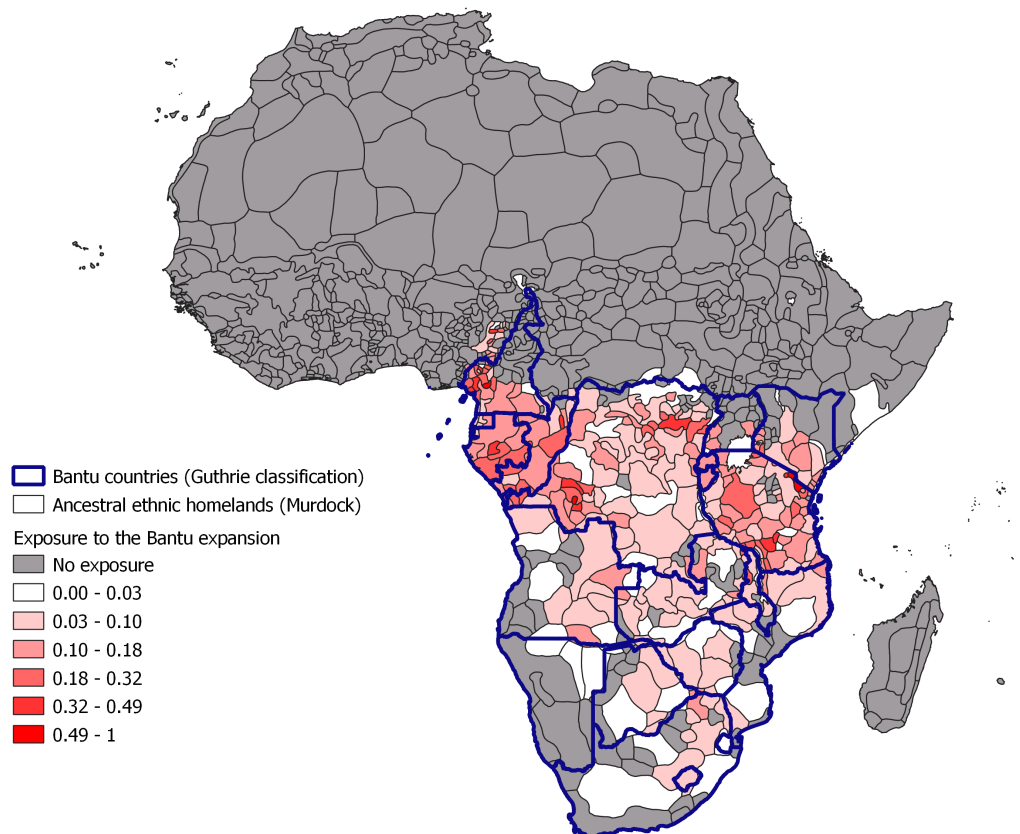 Bantu countries (Guthrie classification)
Ancestral ethnic homelands (Murdock)
Exposure to the Bantu expansion
No exposure
0.00 - 0.03
0.03 - 0.10
0.10 - 0.18
0.18 - 0.32
0.32 - 0.49
0.49 - 1